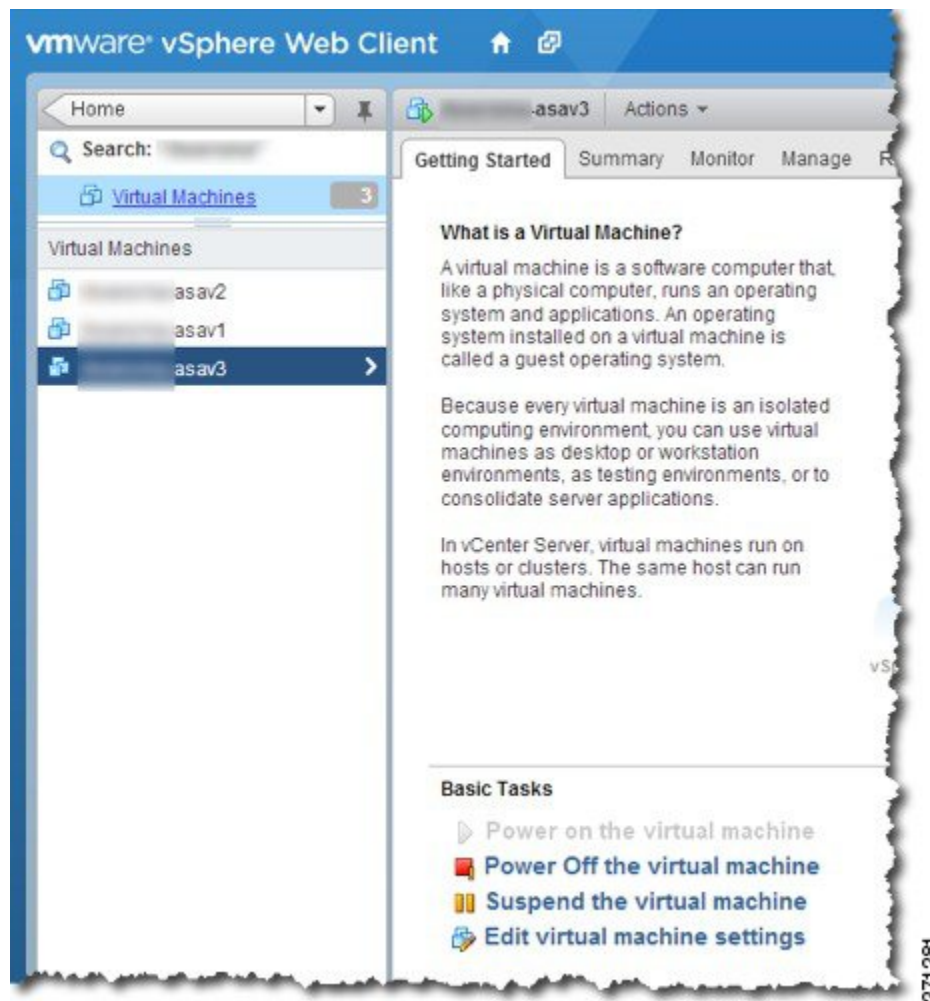 vmware® vSphere Web Client
Home
Search:
Virtual Machines 3
Virtual Machines
asav2
asav1
asav3
-asav3 Actions
Getting Started Summary Monitor Manage R
What is a Virtual Machine?
A virtual machine is a software computer that,
like a physical computer, runs an operating
system and applications. An operating
system installed on a virtual machine is
called a guest operating system.
Because every virtual machine is an isolated
computing environment, you can use virtual
machines as desktop or workstation
environments, as testing environments, or to
consolidate server applications.
In vCenter Server, virtual machines run on
hosts or clusters. The same host can run
many virtual machines.
vSp
Basic Tasks
Power on the virtual machine
Power Off the virtual machine
Suspend the virtual machine
Edit virtual machine settings